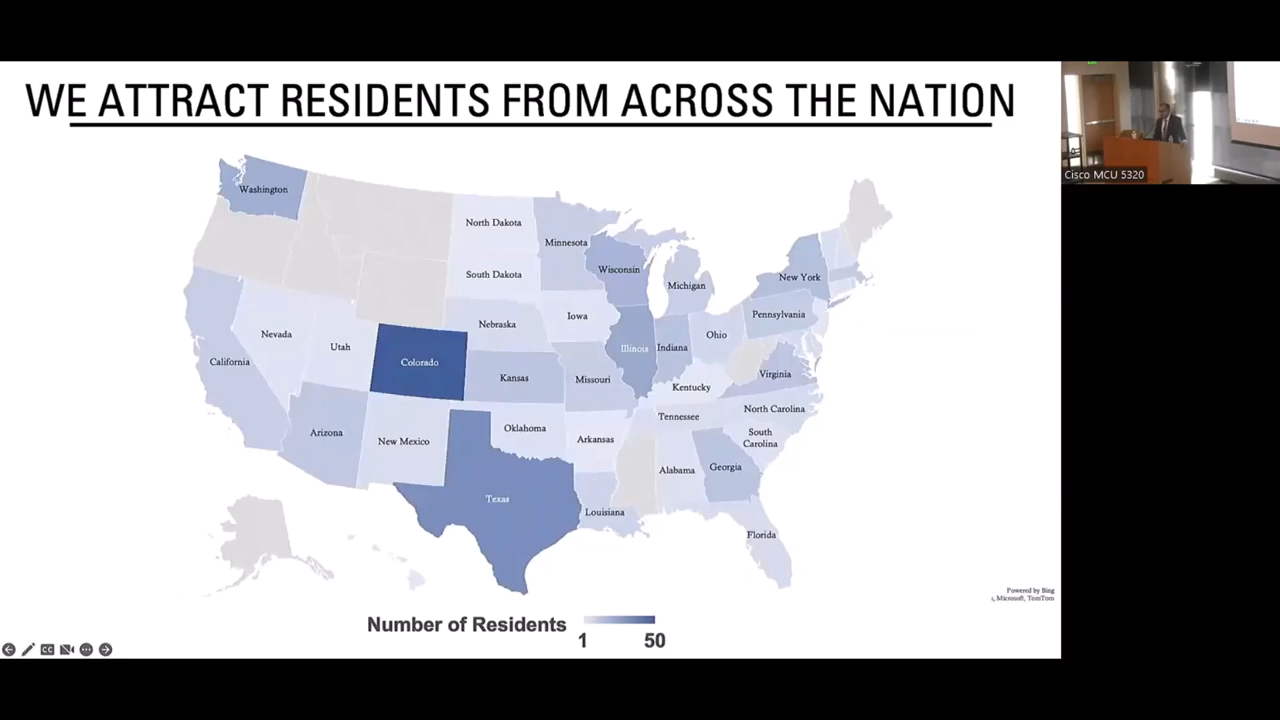 WE ATTRACT RESIDENTS FROM ACROSS THE NATION
Cisco MCU 5320
Washington
North Dakota
Minnesota
South Dakota
Wisconsin
Michigan
New York
Nevada
Nebraska
Iowa
Pennsylvania
Utah
Illinois
Indiana
Ohio
California
Colorado
Kansas
Missouri
Virginia
Kentucky
Arizona
New Mexico
Oklahoma
Arkansas
Tennessee
North Carolina
South
Carolina
Alabama
Georgia
Texas
Louisiana
Florida
Powered by Bing
, Microsoft, TomTom
Number of Residents
1
50
CC